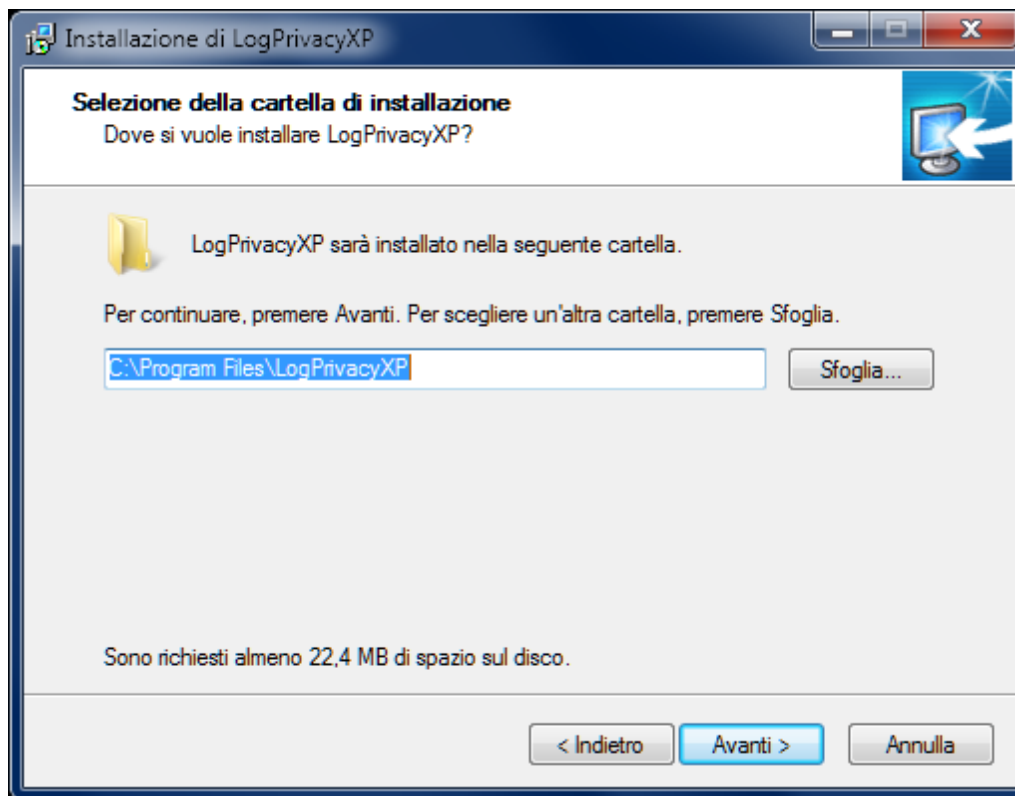 Installazione di LogPrivacyXP
Selezione della cartella di installazione
Dove si vuole installare LogPrivacyXP?
LogPrivacyXP sarà installato nella seguente cartella.
Per continuare, premere Avanti. Per scegliere un'altra cartella, premere Sfoglia.
C:\Program Files\LogPrivacyXP
Sfoglia...
Sono richiesti almeno 22,4 MB di spazio sul disco.
< Indietro
Avanti >
Annulla